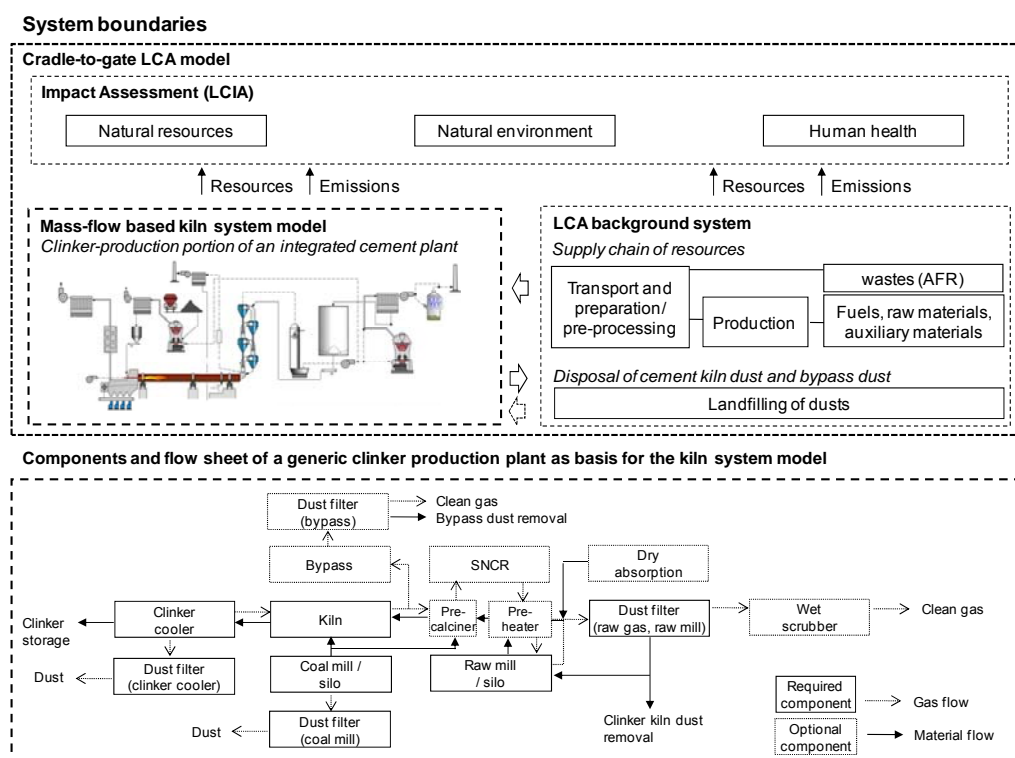 System boundaries
Cradle-to-gate LCA model
Impact Assessment (LCIA)
Natural resources
Natural environment
Human health
Resources
Emissions
Resources
Emissions
Mass-flow based kiln system model
Clinker-production portion of an integrated cement plant
LCA background system
Supply chain of resources
Transport and
preparation/
pre-processing
Production
wastes (AFR)
Fuels, raw materials,
auxiliary materials
Disposal of cement kiln dust and bypass dust
Landfilling of dusts
Components and flow sheet of a generic clinker production plant as basis for the kiln system model
Dust filter
(bypass)
Clean gas
Bypass dust removal
Bypass
SNCR
Dry
absorption
Clinker
storage
Clinker
cooler
Kiln
Pre-
calciner
Pre-
heater
Dust filter
(raw gas, raw mill)
Wet
scrubber
Clean gas
Dust
Dust filter
(clinker cooler)
Coal mill /
silo
Raw mill
/ silo
Dust
Dust filter
(coal mill)
Clinker kiln dust
removal
Required
component
Gas flow
Optional
component
Material flow